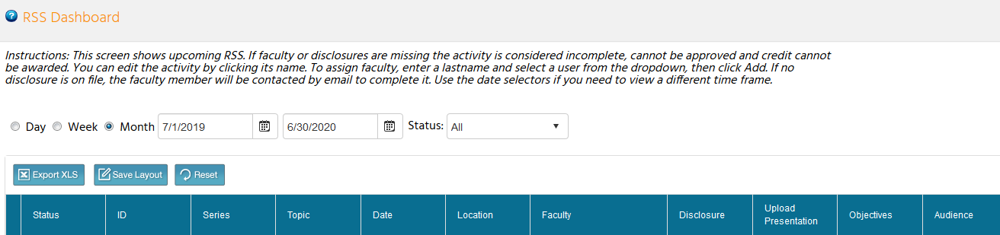 RSS Dashboard
Instructions: This screen shows upcoming RSS. If faculty or disclosures are missing the activity is considered incomplete, cannot be approved and credit cannot
be awarded. You can edit the activity by clicking its name. To assign faculty, enter a lastname and select a user from the dropdown, then click Add. If no
disclosure is on file, the faculty member will be contacted by email to complete it. Use the date selectors if you need to view a different time frame.
Day Week Month 7/1/2019 6/30/2020 Status: All
Export XLS Save Layout Reset
Status ID Series Topic Date Location Faculty Disclosure Upload Presentation Objectives Audience